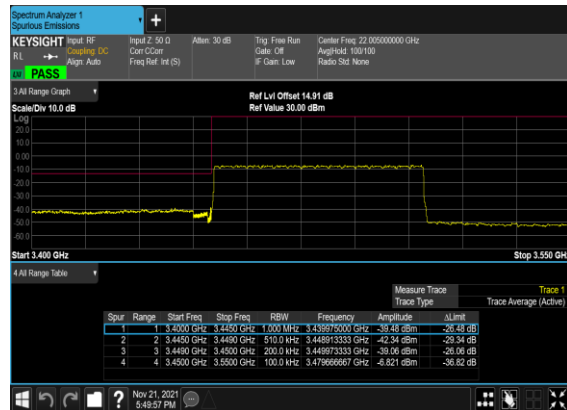 Spectrum Analyzer 1
Spurious Emissions
+
KEYSIGHT Input: RF Input Z: 50 Ω Atten: 30 dB Trig: Free Run Center Freq: 22.005000000 GHz
RL Coupling: DC Corr CCorr Gate: Off Avg|Hold: 100/100
Align: Auto Freq Ref: Int (S) IF Gain: Low Radio Std: None
LW PASS
3 All Range Graph Ref Lvl Offset 14.91 dB
Scale/Div 10.0 dB Ref Value 30.00 dBm
Log
20.0
10.0
0.00
-10.0
-20.0
-30.0
-40.0
-50.0
-60.0
Start 3.400 GHz Stop 3.550 GHz
4 All Range Table
Measure Trace Trace 1
Trace Type Trace Average (Active)
Spur Range Start Freq Stop Freq RBW Frequency Amplitude ΔLimit
1 1 3.4000 GHz 3.4450 GHz 1.000 MHz 3.439975000 GHz -39.48 dBm -26.48 dB
2 2 3.4450 GHz 3.4490 GHz 510.0 kHz 3.448913333 GHz -42.34 dBm -29.34 dB
3 3 3.4490 GHz 3.4500 GHz 200.0 kHz 3.449973333 GHz -39.06 dBm -26.06 dB
4 4 3.4500 GHz 3.5500 GHz 100.0 kHz 3.479666667 GHz -6.821 dBm -36.82 dB
? Nov 21, 2021
5:49:57 PM